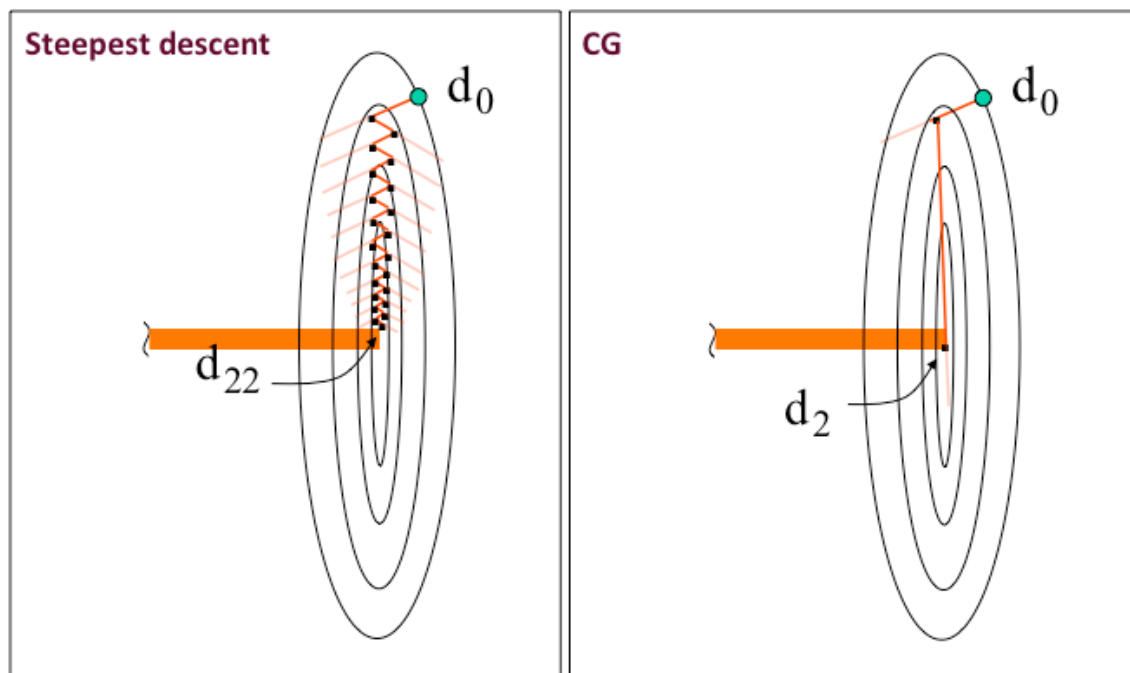 Steepest descent
d₀
d₂₂
CG
d₀
d₂